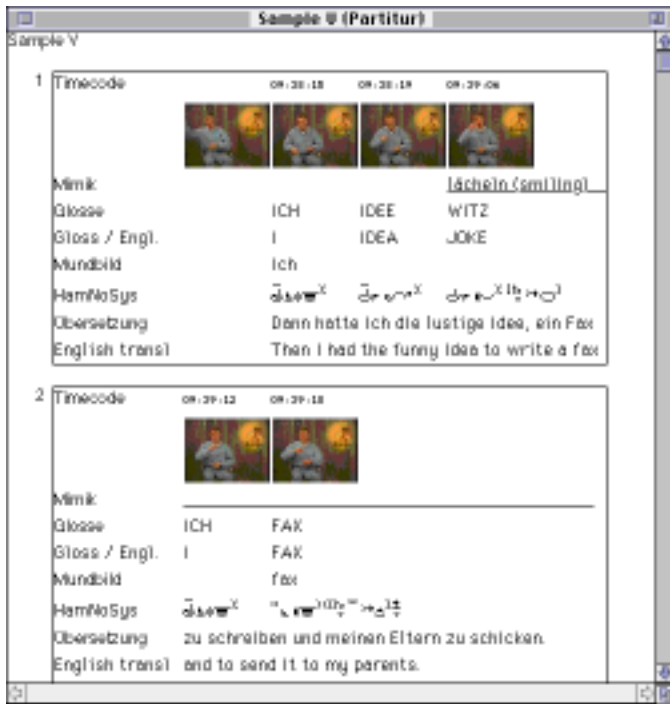 Sample V (Partitur)
Sample V
1 Timecode 09:38:15 09:38:19 09:39:06
Mimik lächeln (smiling)
Glosse ICH IDEE WITZ
Gloss / Engl. I IDEA JOKE
Mundbild ich
HamNoSys
Übersetzung Dann hatte ich die lustige Idee, ein Fax
English transl Then I had the funny idea to write a fax
2 Timecode 09:39:12 09:39:18
Mimik
Glosse ICH FAX
Gloss / Engl. I FAX
Mundbild fax
HamNoSys
Übersetzung zu schreiben und meinen Eltern zu schicken.
English transl and to send it to my parents.